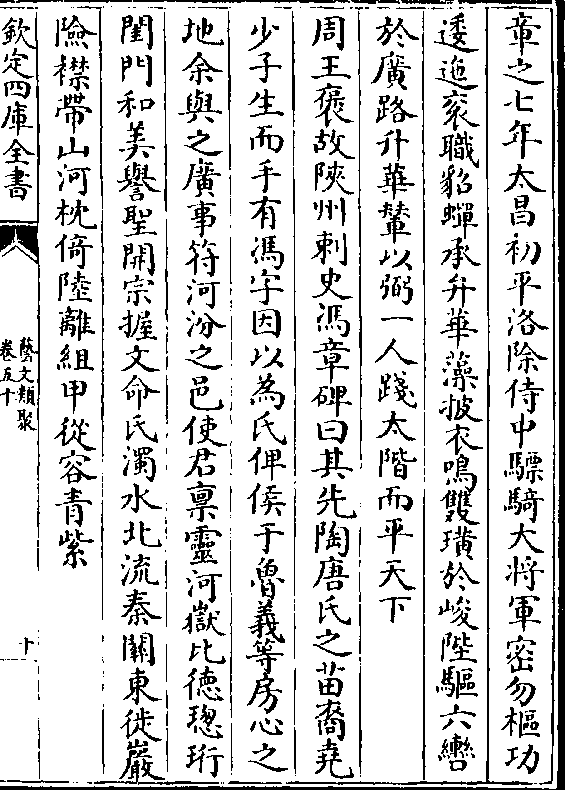 章之七年太昌初平洛除侍中驃騎大將軍密勿樞功
逶迤衮職貂蟬承弁華藻披衣鳴雙璜於峻陛驅六轡
於廣路升華輦以弼一人踐太階而平天下
周王褒故陜州刺史馮章碑曰其先陶唐氏之苗裔堯
少子生而手有馮字因以為氏俾侯于魯義等房心之
地余與之廣事符河汾之邑使君禀靈河嶽比德璁珩
閨門和美譽聖開宗握文命氏濁水北流秦關東徙巖
險襟帶山河枕倚陸離組甲從容青紫
欽定四庫全書
藝文類聚
卷五十